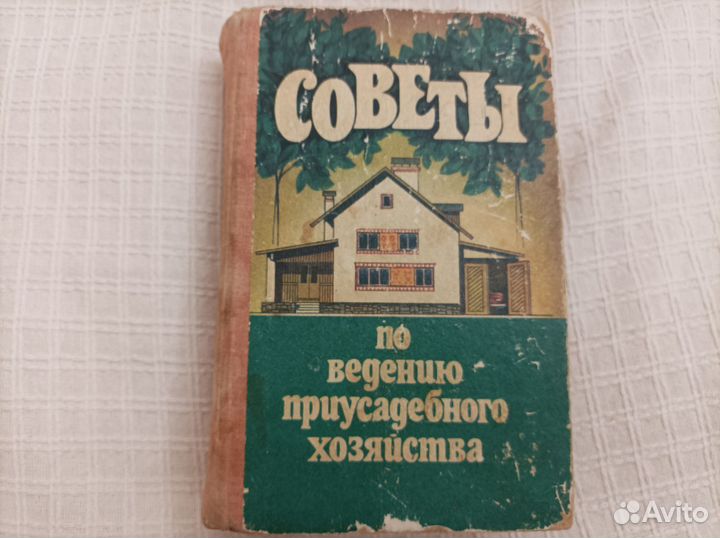 СОВЕТЫ
по
ведению
приусадебного
хозяйства
Avito